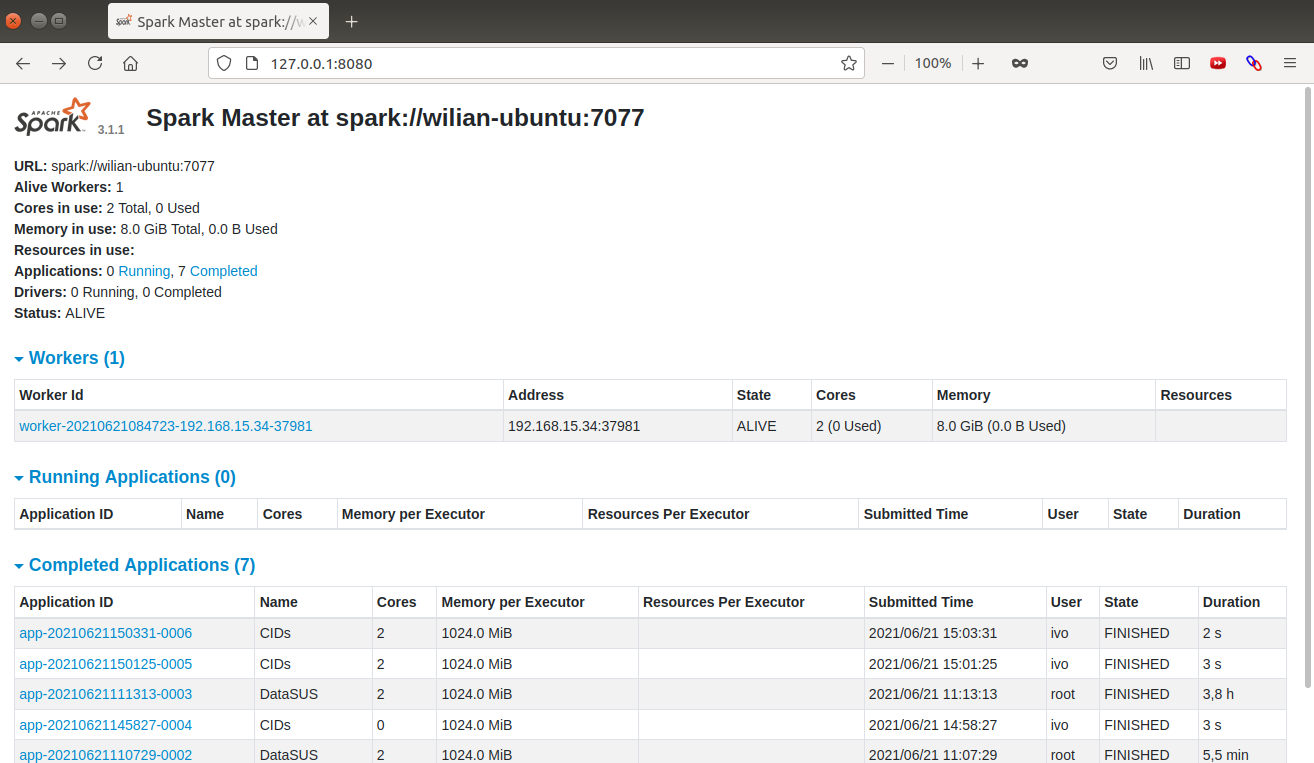 Spark Master at spark://w
127.0.0.1:8080
100%
APACHE
Spark 3.1.1
Spark Master at spark://wilian-ubuntu:7077
URL: spark://wilian-ubuntu:7077
Alive Workers: 1
Cores in use: 2 Total, 0 Used
Memory in use: 8.0 GiB Total, 0.0 B Used
Resources in use:
Applications: 0 Running, 7 Completed
Drivers: 0 Running, 0 Completed
Status: ALIVE
Workers (1)
Worker Id Address State Cores Memory Resources
worker-20210621084723-192.168.15.34-37981 192.168.15.34:37981 ALIVE 2 (0 Used) 8.0 GiB (0.0 B Used)
Running Applications (0)
Application ID Name Cores Memory per Executor Resources Per Executor Submitted Time User State Duration
Completed Applications (7)
Application ID Name Cores Memory per Executor Resources Per Executor Submitted Time User State Duration
app-20210621150331-0006 CIDs 2 1024.0 MiB 2021/06/21 15:03:31 ivo FINISHED 2 s
app-20210621150125-0005 CIDs 2 1024.0 MiB 2021/06/21 15:01:25 ivo FINISHED 3 s
app-20210621111313-0003 DataSUS 2 1024.0 MiB 2021/06/21 11:13:13 root FINISHED 3,8 h
app-20210621145827-0004 CIDs 0 1024.0 MiB 2021/06/21 14:58:27 ivo FINISHED 3 s
app-20210621110729-0002 DataSUS 2 1024.0 MiB 2021/06/21 11:07:29 root FINISHED 5,5 min